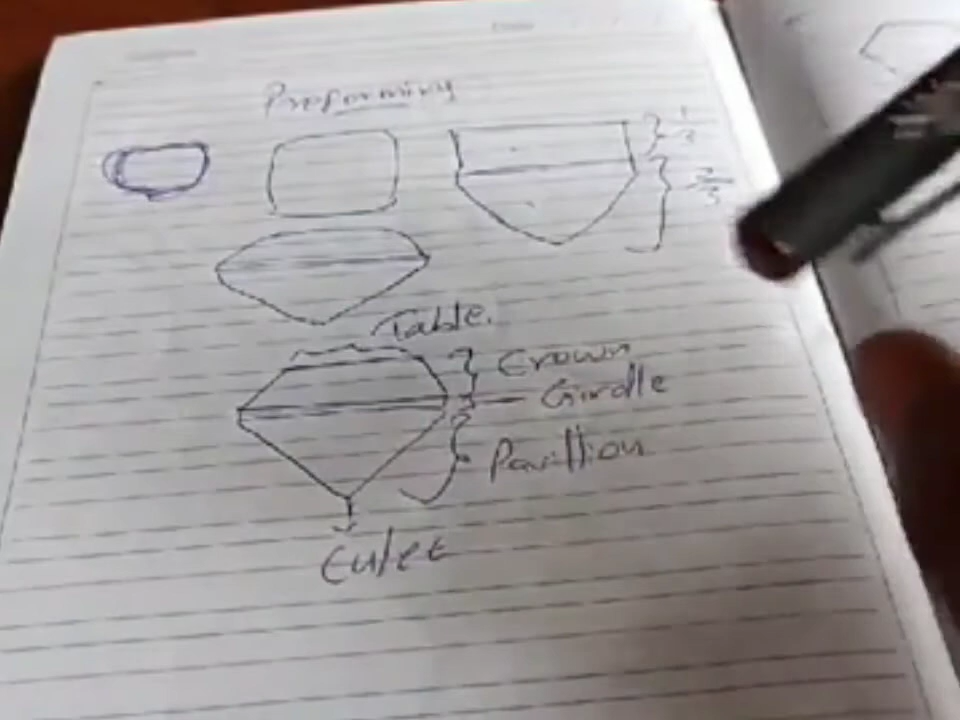 Preforming
1/3
2/3
Table.
Crown
Girdle
Pavillion
Culet